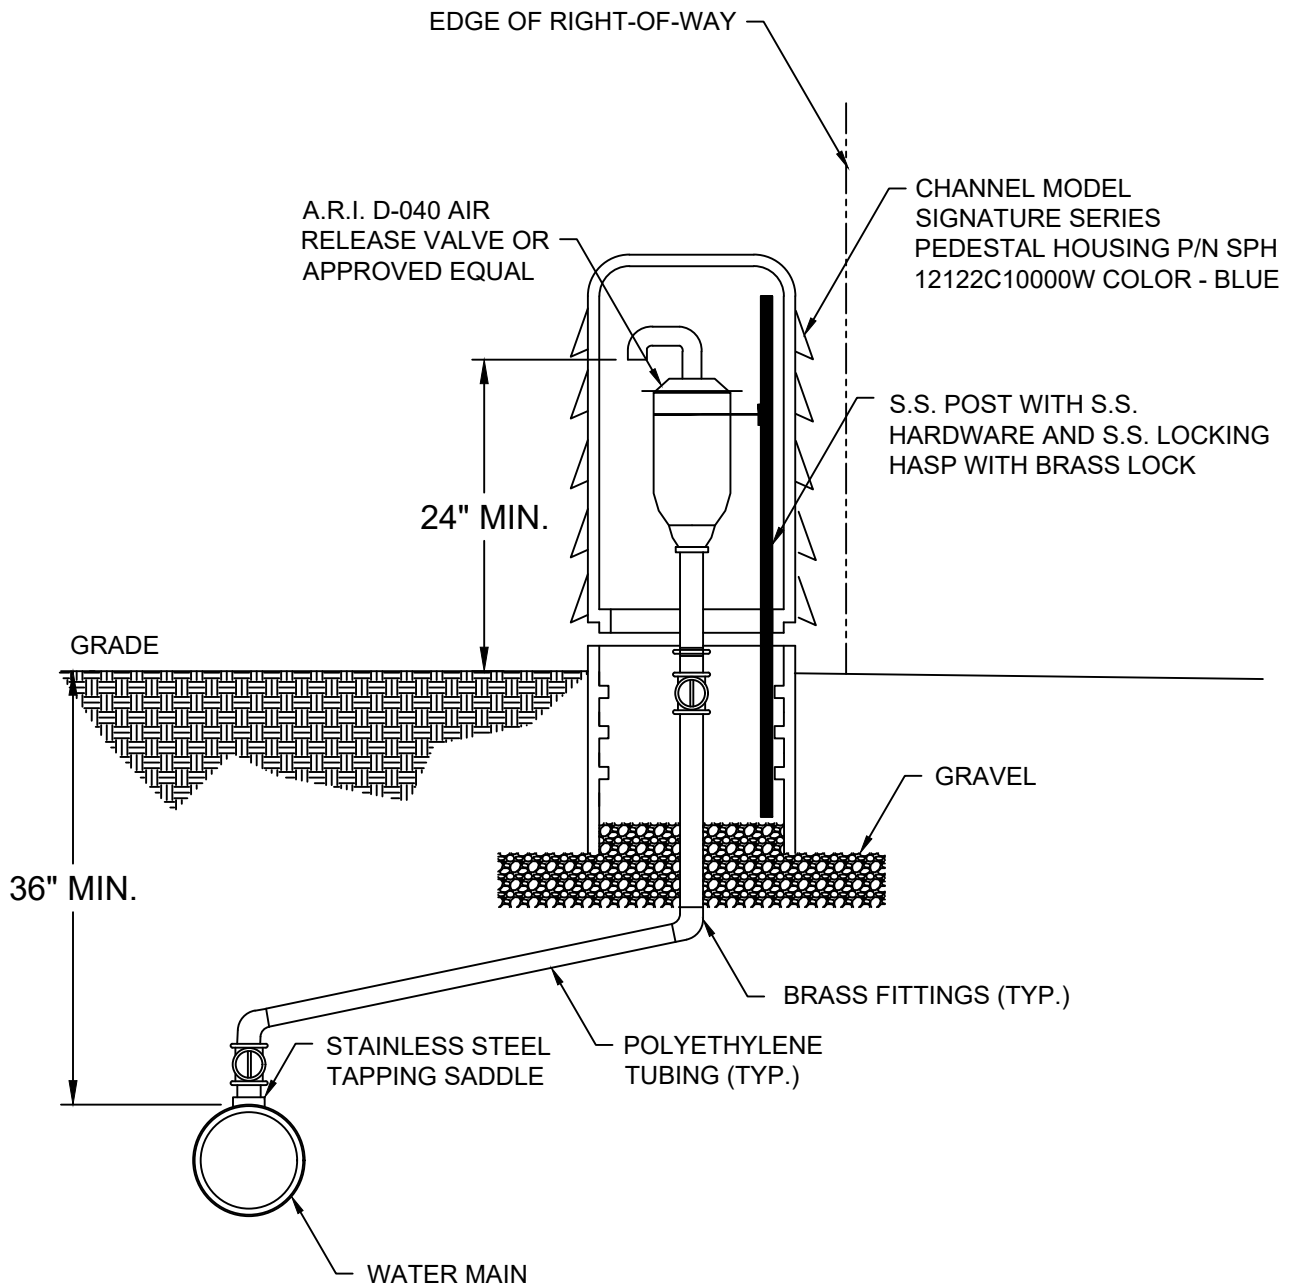 EDGE OF RIGHT-OF-WAY
CHANNEL MODEL
SIGNATURE SERIES
PEDESTAL HOUSING P/N SPH
12122C10000W COLOR - BLUE
A.R.I. D-040 AIR
RELEASE VALVE OR
APPROVED EQUAL
S.S. POST WITH S.S.
HARDWARE AND S.S. LOCKING
HASP WITH BRASS LOCK
24" MIN.
GRADE
GRAVEL
36" MIN.
BRASS FITTINGS (TYP.)
STAINLESS STEEL
TAPPING SADDLE
POLYETHYLENE
TUBING (TYP.)
WATER MAIN